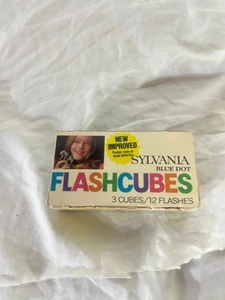 NEW
IMPROVED
SYLVANIA
BLUE DOT
FLASHCUBES
3 CUBES/12 FLASHES